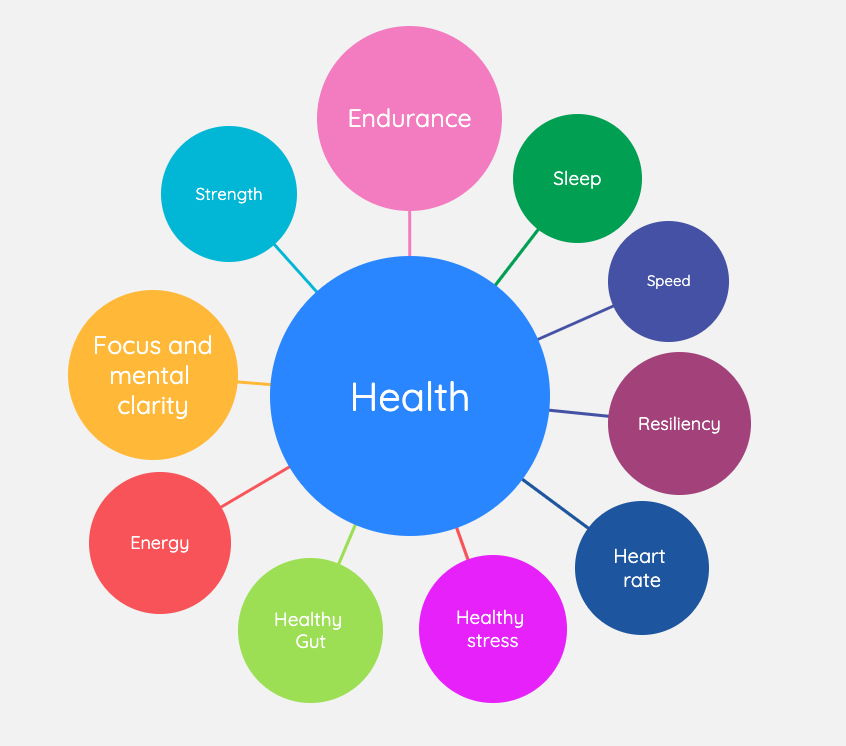 Endurance
Sleep
Strength
Speed
Focus and
mental
clarity
Health
Resiliency
Energy
Heart
rate
Healthy
Gut
Healthy
stress